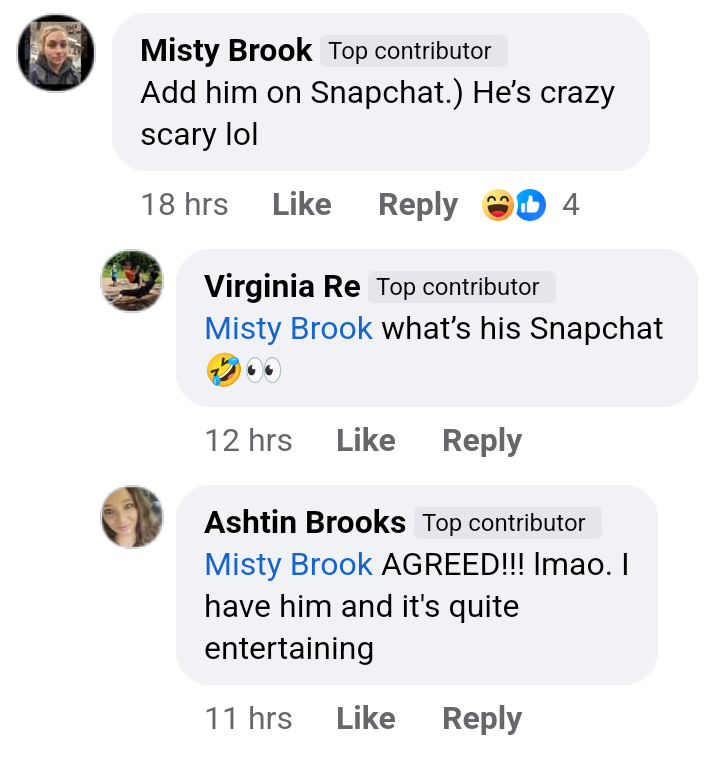 Misty Brook Top contributor
Add him on Snapchat.) He’s crazy
scary lol
18 hrs Like Reply 4
Virginia Re Top contributor
Misty Brook what’s his Snapchat
🤣👀
12 hrs Like Reply
Ashtin Brooks Top contributor
Misty Brook AGREED!!! lmao. I
have him and it's quite
entertaining
11 hrs Like Reply